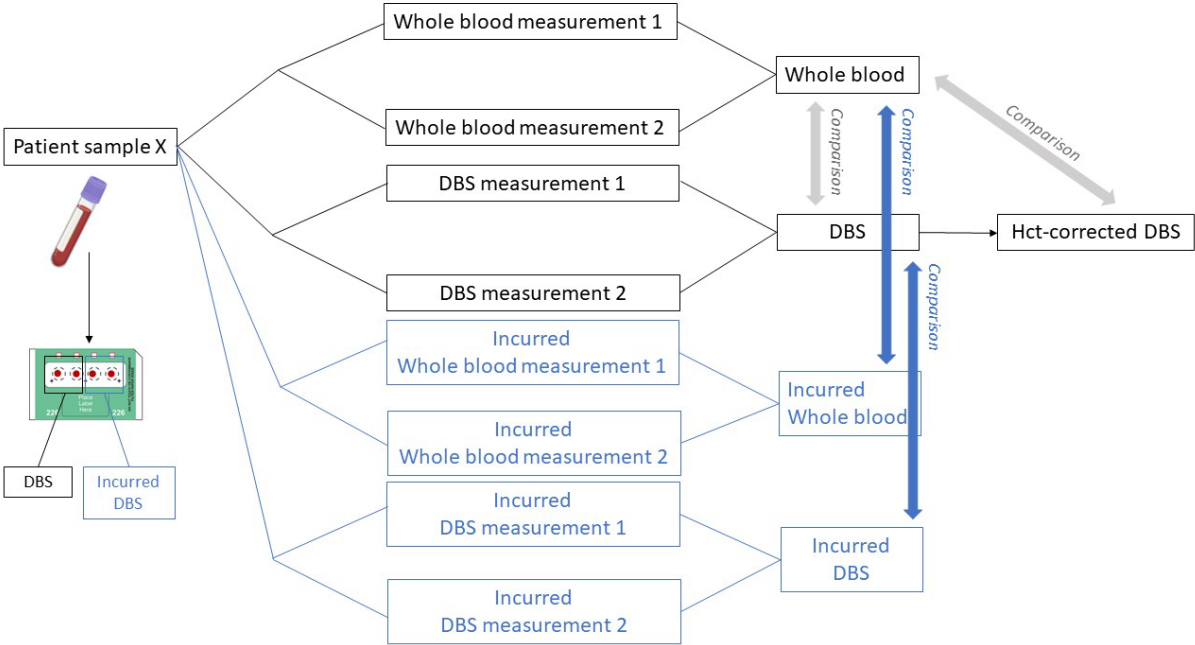 Whole blood measurement 1
Whole blood
Whole blood measurement 2
Patient sample X
Comparison
Comparison
Comparison
DBS measurement 1
DBS
Hct-corrected DBS
DBS measurement 2
Comparison
Incurred
Whole blood measurement 1
Incurred
Whole blood
Incurred
Whole blood measurement 2
Place
Label
Here
226
226
DBS
Incurred
DBS
Incurred
DBS measurement 1
Incurred
DBS
Incurred
DBS measurement 2